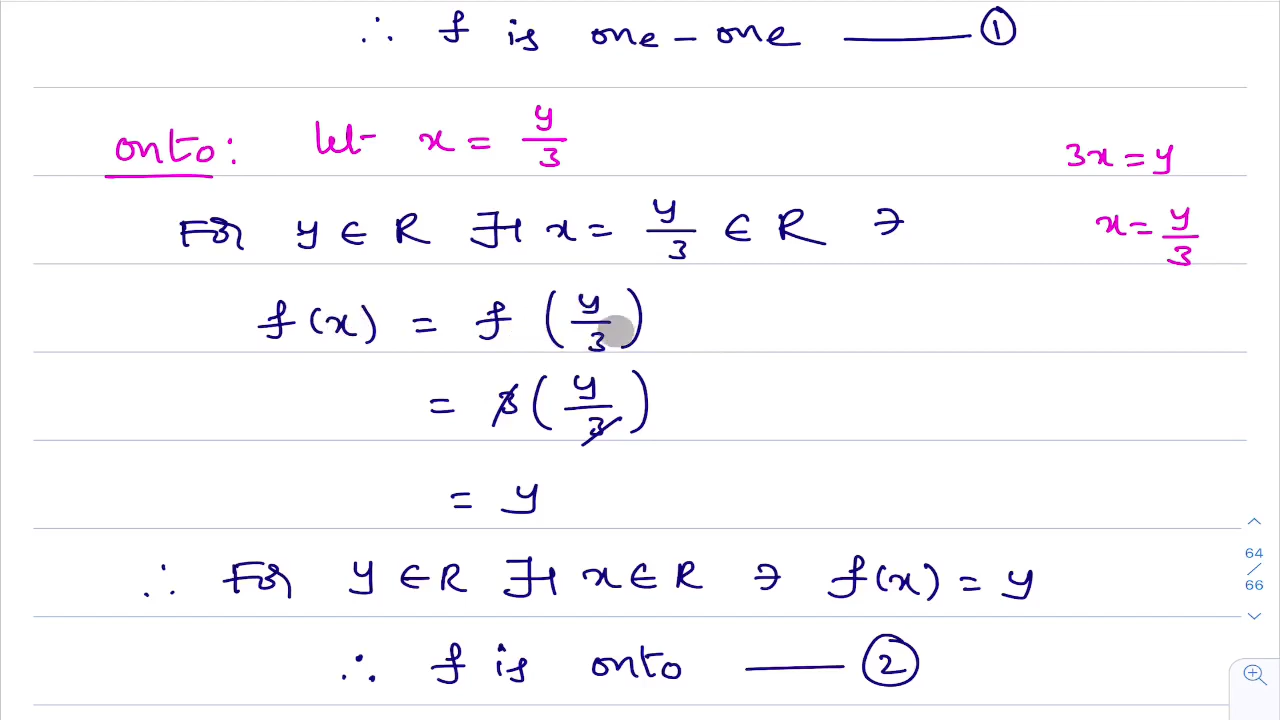 ∴ f is one-one —— ①
onto: let x = y/3
3x = y
For y ∈ R ∃ x = y/3 ∈ R ∋
x = y/3
f(x) = f(y/3)
= 3(y/3)
= y
∴ For y ∈ R ∃ x ∈ R ∋ f(x) = y
∴ f is onto —— ②
64
/
66